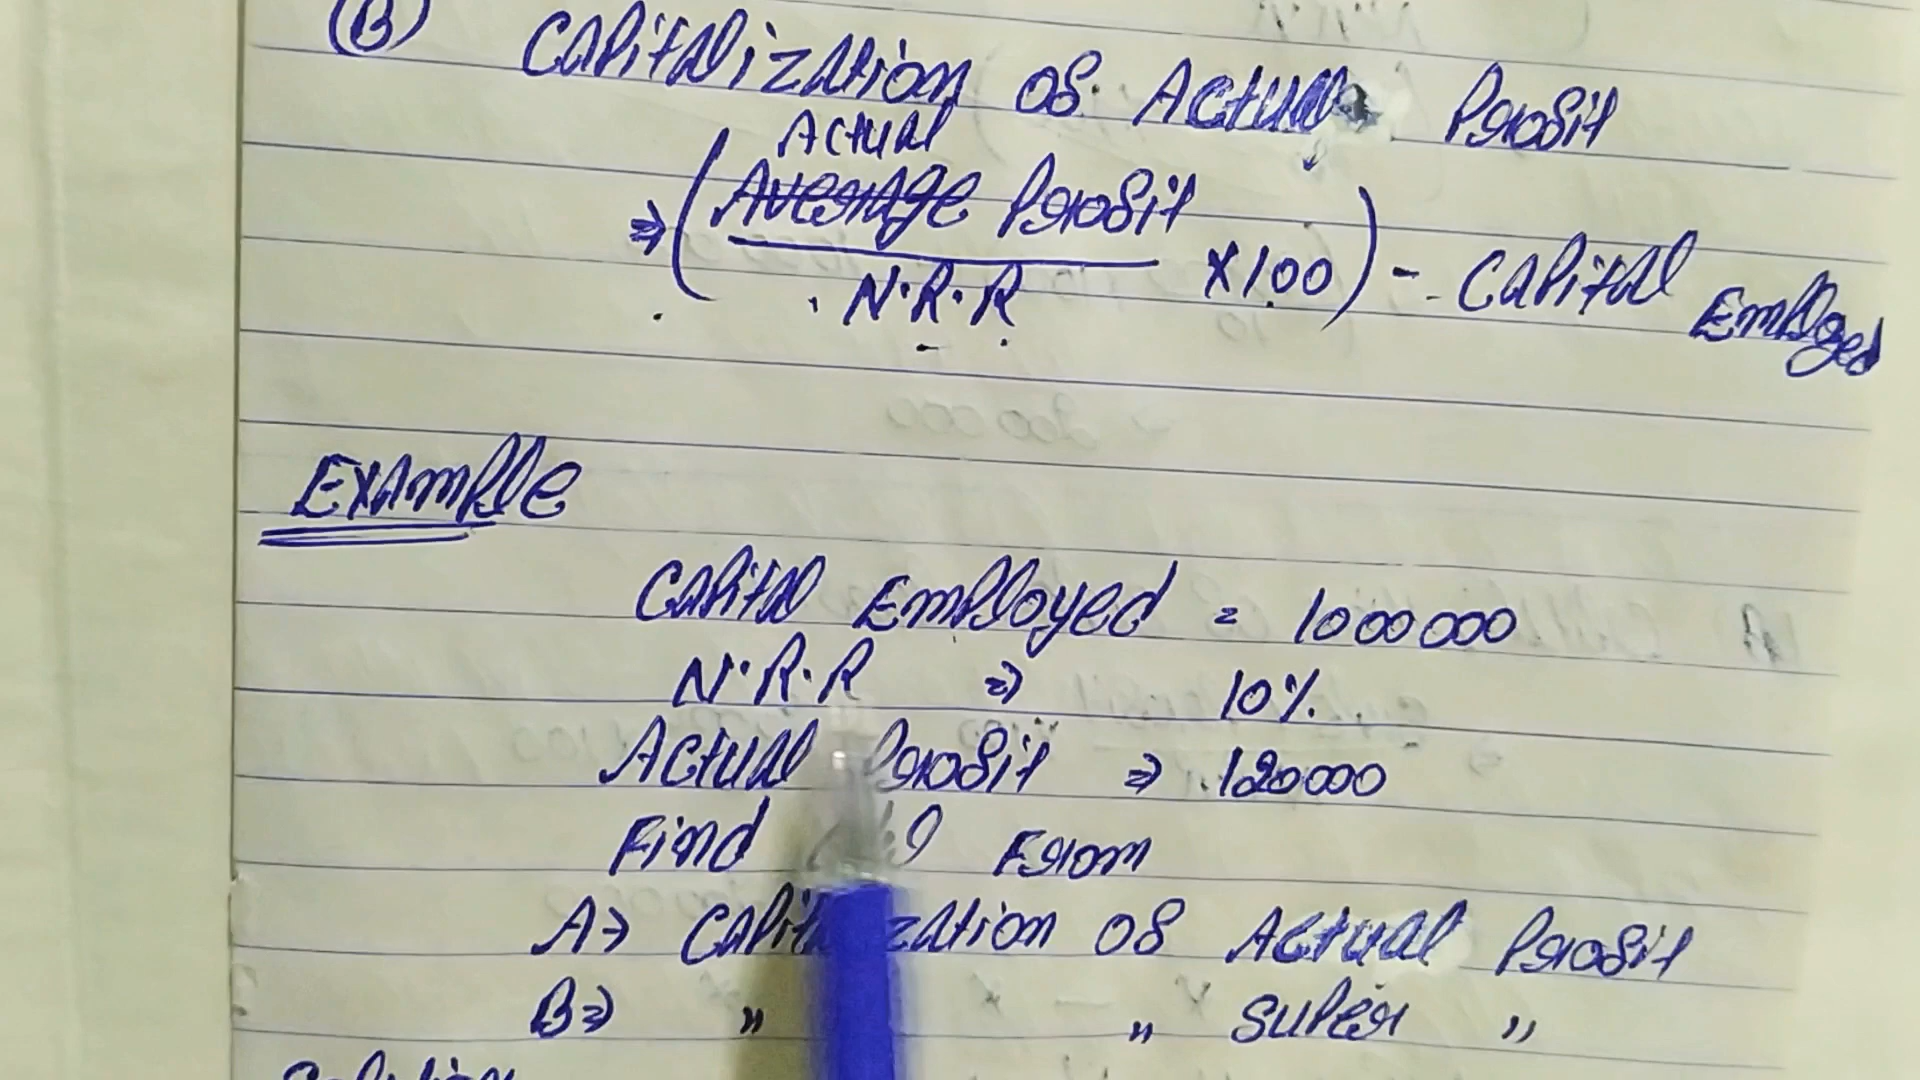 (B) Capitalization of Actual Profit
Actual
⇒ (Average Profit / N.R.R × 100) - Capital Employed
Example
Capital Employed = 1000000
N.R.R ⇒ 10%
Actual Profit ⇒ 120000
Find From
A⇒ Capitalization of Actual Profit
B⇒ " " Super "
Solution